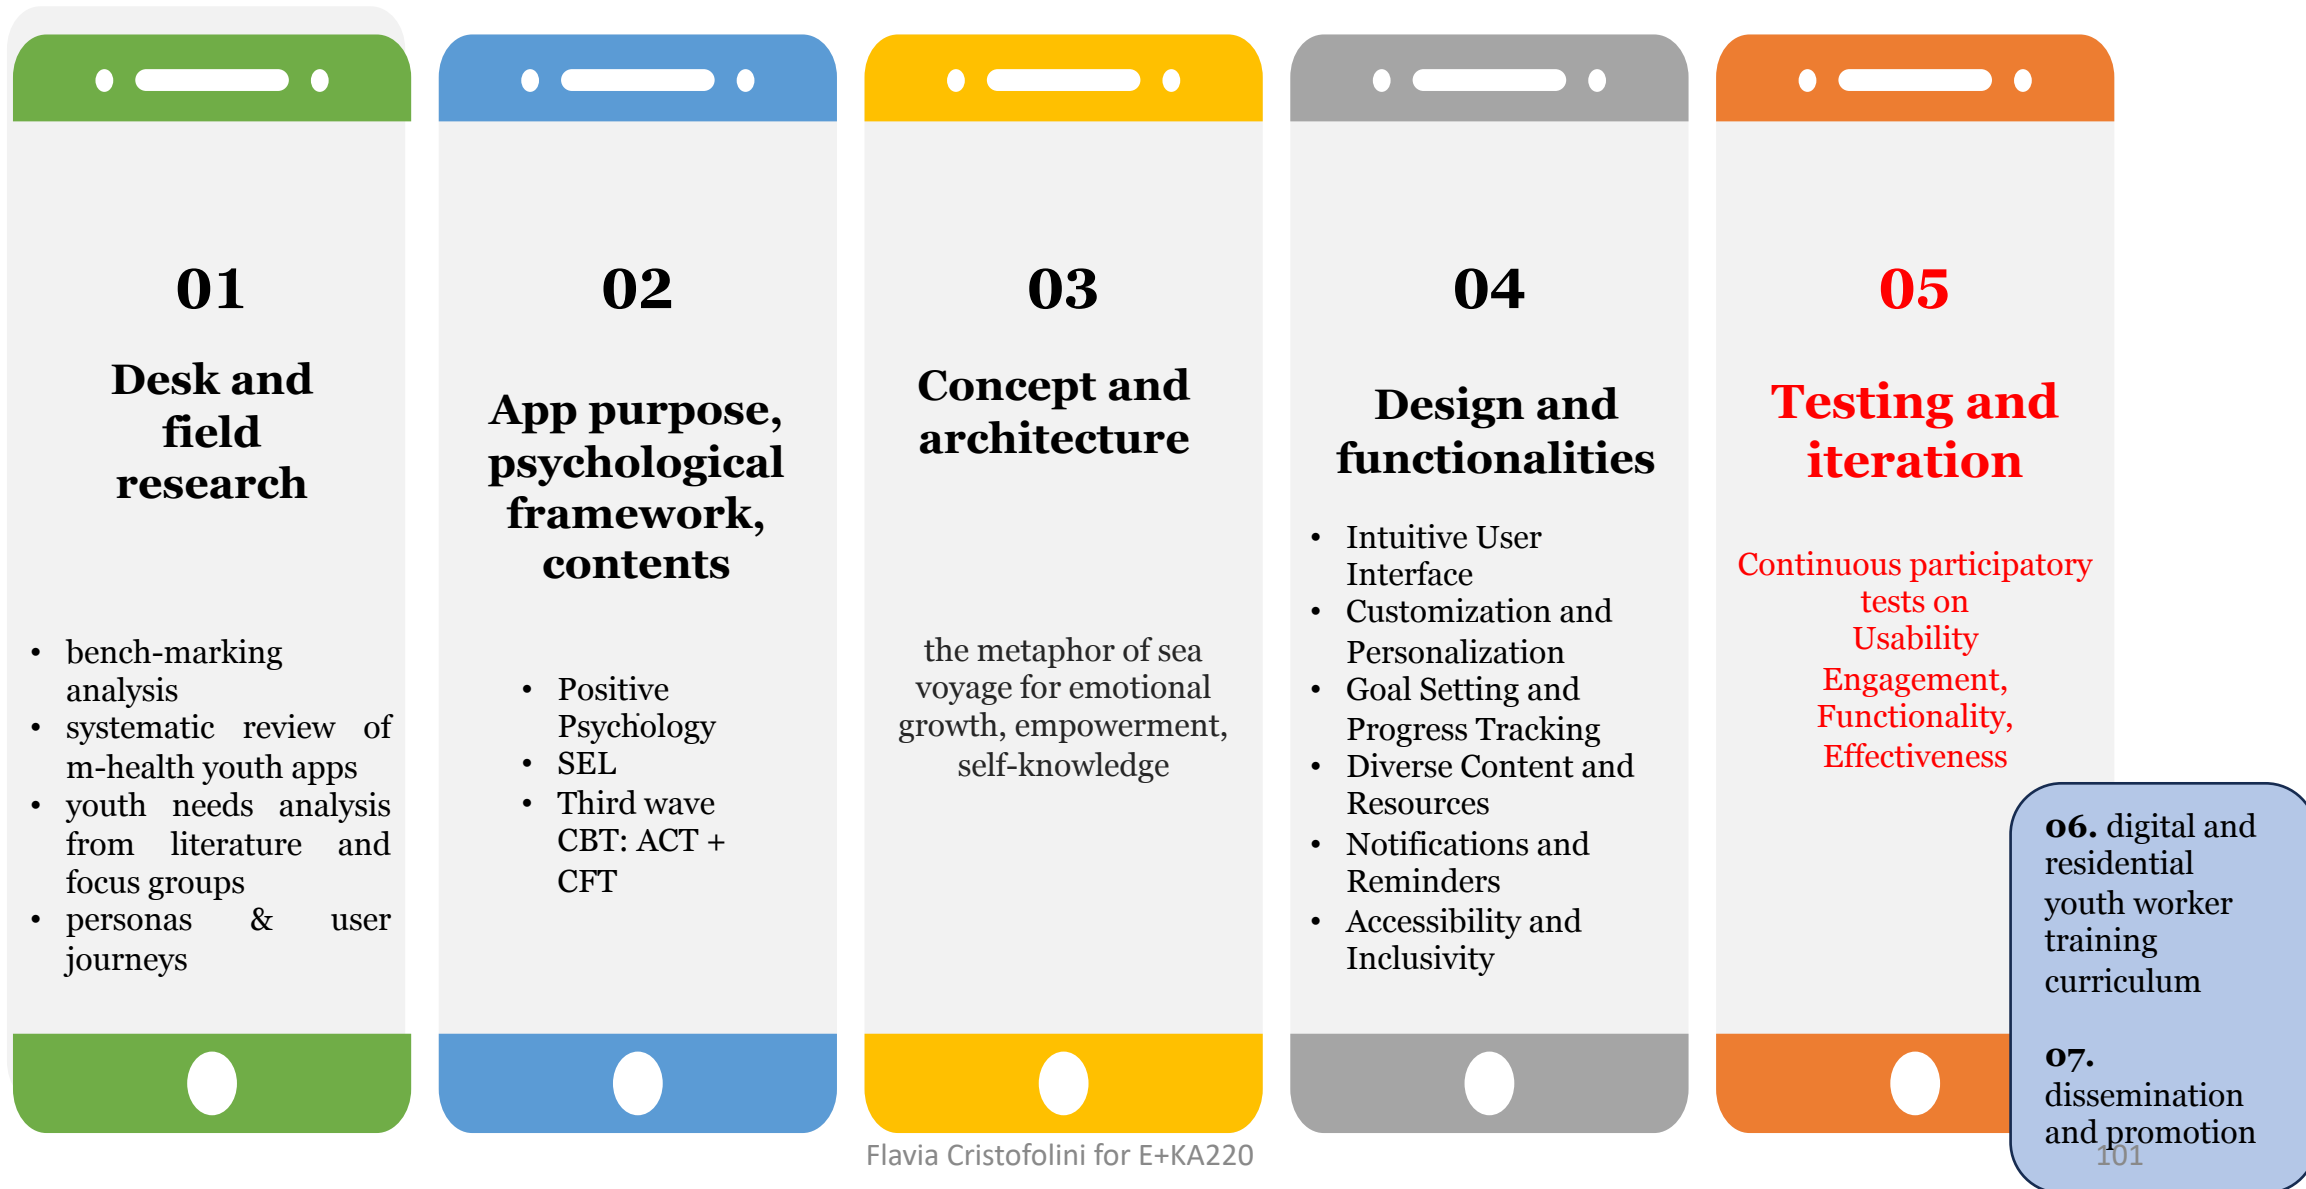 01
Desk and
field
research
• bench-marking
analysis
• systematic review of
m-health youth apps
• youth needs analysis
from literature and
focus groups
• personas & user
journeys
02
App purpose,
psychological
framework,
contents
• Positive
Psychology
• SEL
• Third wave
CBT: ACT +
CFT
03
Concept and
architecture
the metaphor of sea
voyage for emotional
growth, empowerment,
self-knowledge
04
Design and
functionalities
• Intuitive User
Interface
• Customization and
Personalization
• Goal Setting and
Progress Tracking
• Diverse Content and
Resources
• Notifications and
Reminders
• Accessibility and
Inclusivity
05
Testing and
iteration
Continuous participatory
tests on
Usability
Engagement,
Functionality,
Effectiveness
06. digital and
residential
youth worker
training
curriculum
07.
dissemination
and promotion
Flavia Cristofolini for E+KA220
101